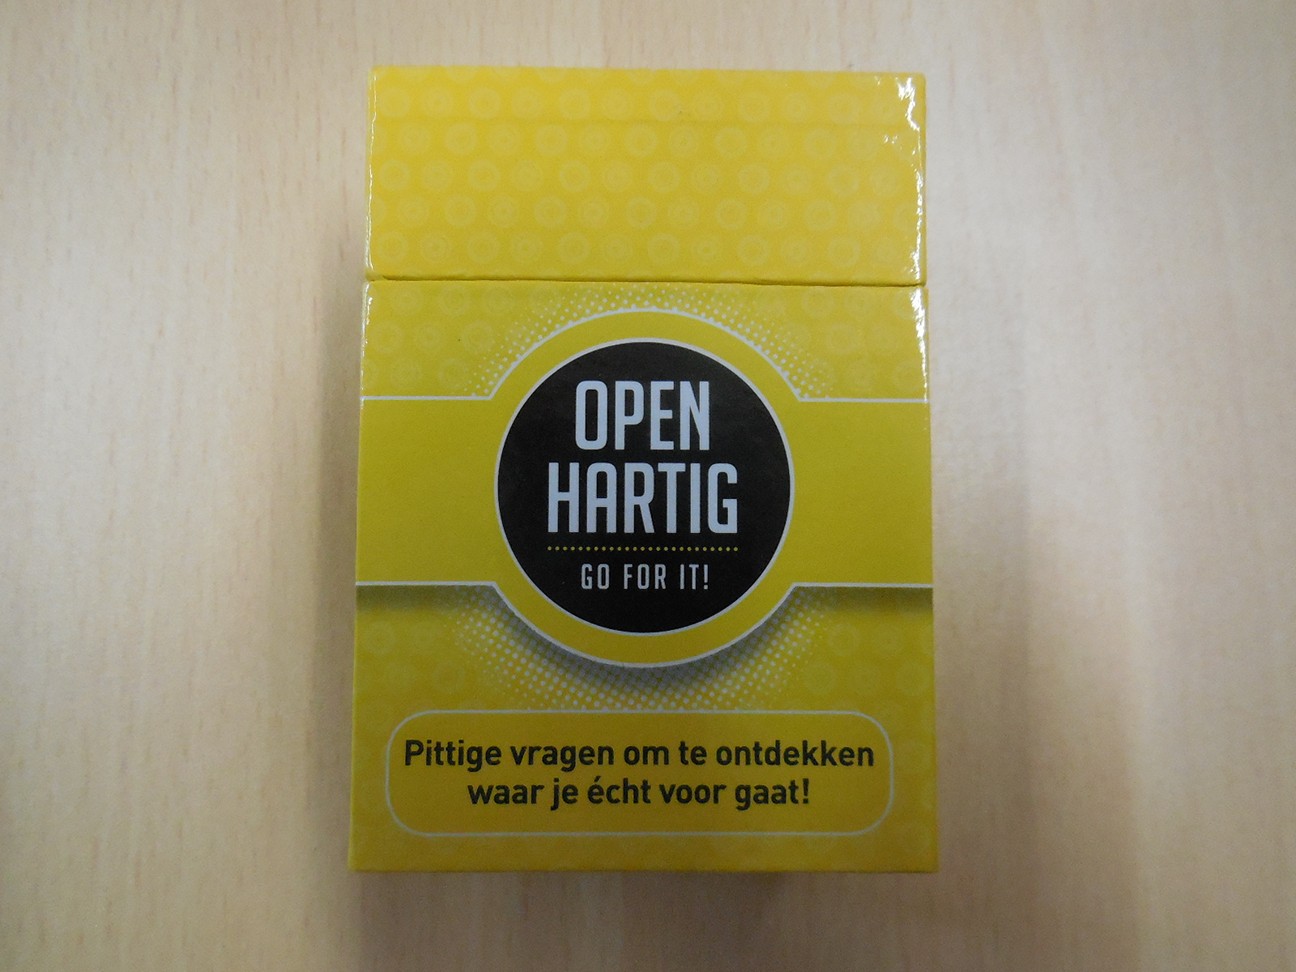 OPEN
HARTIG
GO FOR IT!
Pittige vragen om te ontdekken
waar je écht voor gaat!